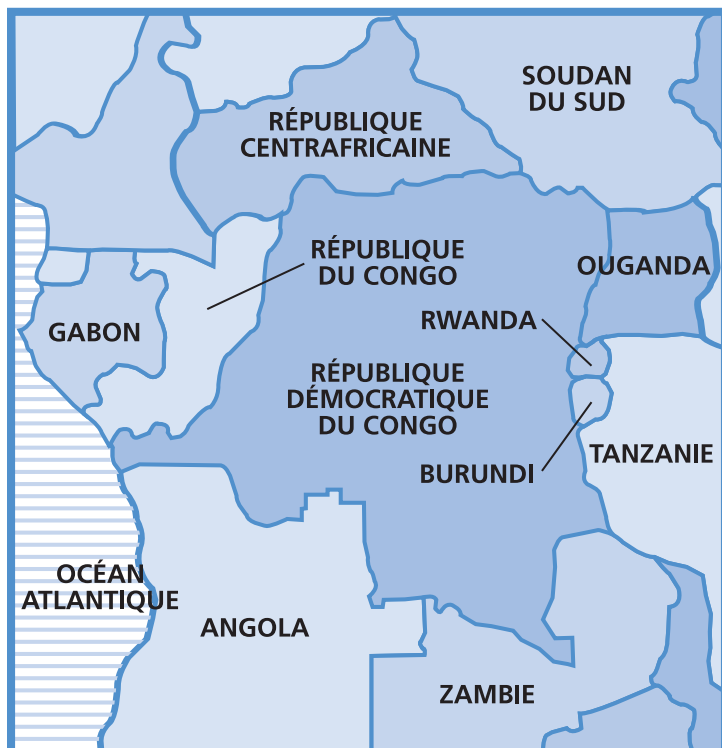 SOUDAN
DU SUD
RÉPUBLIQUE
CENTRAFRICAINE
RÉPUBLIQUE
DU CONGO
OUGANDA
GABON
RWANDA
RÉPUBLIQUE
DÉMOCRATIQUE
DU CONGO
TANZANIE
BURUNDI
OCÉAN
ATLANTIQUE
ANGOLA
ZAMBIE